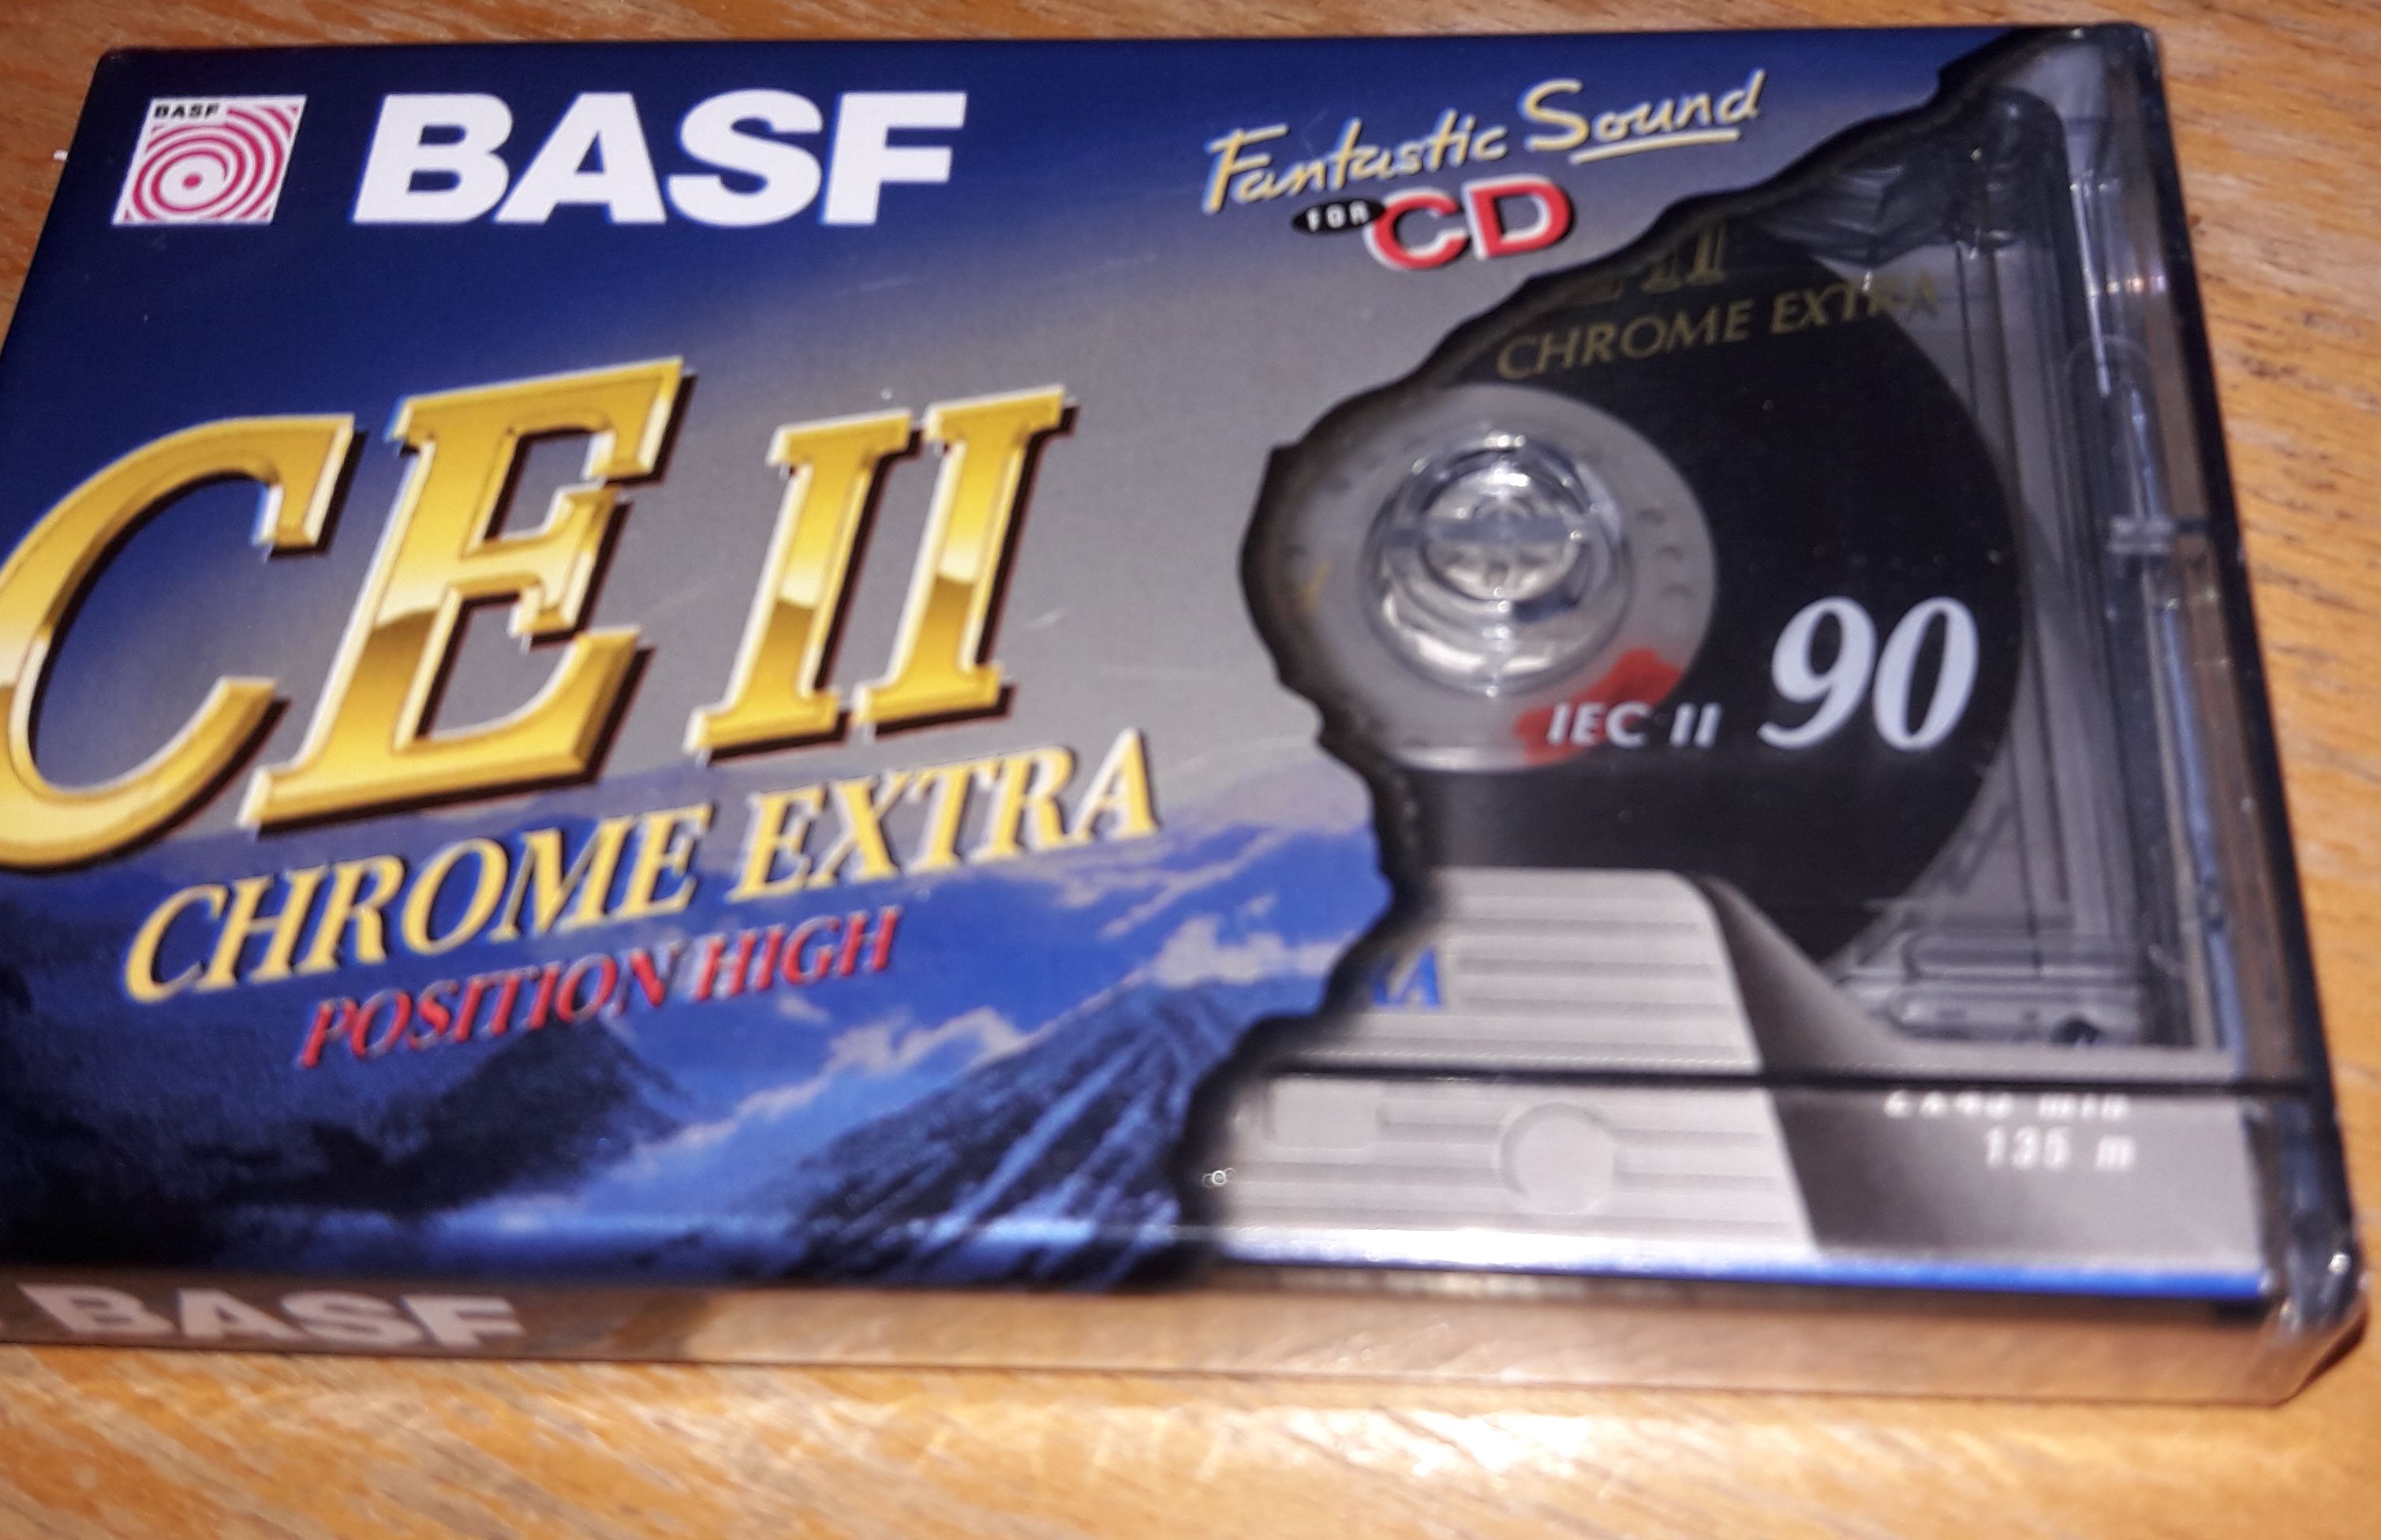 BASF
BASF
Fantastic Sound
FOR CD
CE II
CHROME EXTRA
POSITION HIGH
II
CHROME EXTRA
IEC II 90
135 m
BASF